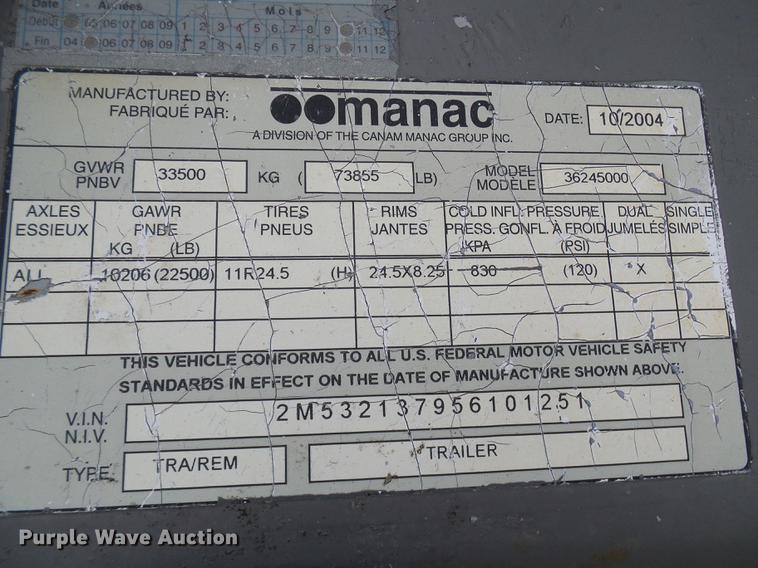 Date Années Mois
Début 05 06 07 08 09 1 2 3 4 5 6 7 8 9 11 12
Fin 04 06 07 08 09 2 3 4 5 6 7 8 9 11 12
MANUFACTURED BY:
FABRIQUÉ PAR:
manac
A DIVISION OF THE CANAM MANAC GROUP INC.
DATE: 10/2004
GVWR
PNBV
33500 KG ( 73855 LB)
MODEL
MODÈLE
36245000
AXLES
ESSIEUX
GAWR
PNBE
KG (LB)
TIRES
PNEUS
RIMS
JANTES
COLD INFL. PRESSURE
PRESS. GONFL. À FROID
KPA (PSI)
DUAL
JUMELÉS
SINGLE
SIMPLE
ALL 10206 (22500) 11R24.5 (H) 24.5X8.25 830 (120) X
THIS VEHICLE CONFORMS TO ALL U.S. FEDERAL MOTOR VEHICLE SAFETY
STANDARDS IN EFFECT ON THE DATE OF MANUFACTURE SHOWN ABOVE.
V.I.N.
N.I.V.
2M532137956101251
TYPE TRA/REM TRAILER
Purple Wave Auction